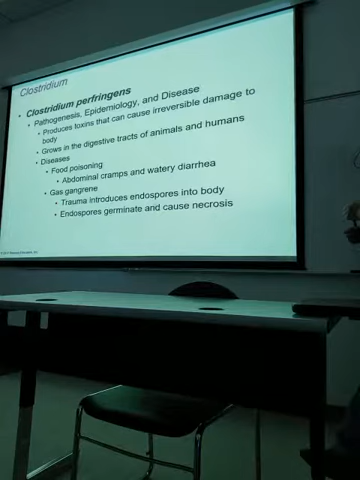 Clostridium
• Clostridium perfringens
• Pathogenesis, Epidemiology, and Disease
• Produces toxins that can cause irreversible damage to
body
• Grows in the digestive tracts of animals and humans
• Diseases
• Food poisoning
• Abdominal cramps and watery diarrhea
• Gas gangrene
• Trauma introduces endospores into body
• Endospores germinate and cause necrosis